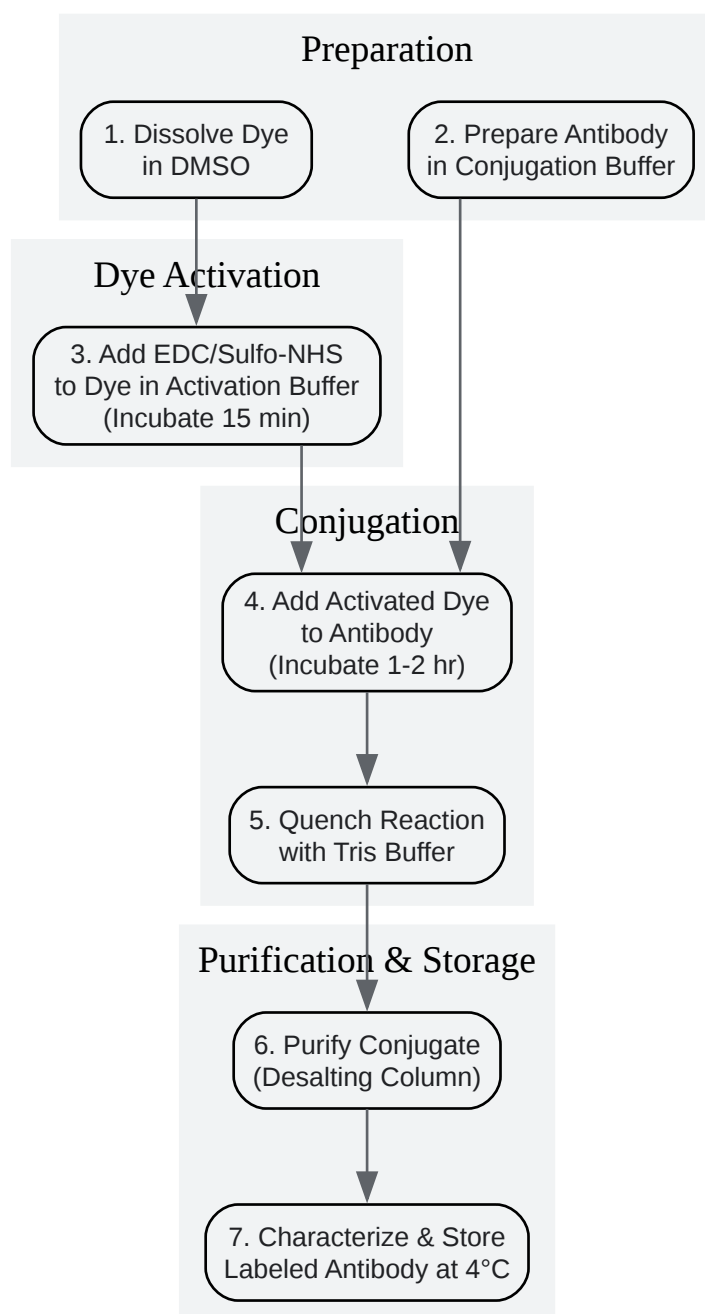 Preparation
1. Dissolve Dye
in DMSO
2. Prepare Antibody
in Conjugation Buffer
Dye Activation
3. Add EDC/Sulfo-NHS
to Dye in Activation Buffer
(Incubate 15 min)
Conjugation
4. Add Activated Dye
to Antibody
(Incubate 1-2 hr)
5. Quench Reaction
with Tris Buffer
Purification & Storage
6. Purify Conjugate
(Desalting Column)
7. Characterize & Store
Labeled Antibody at 4°C